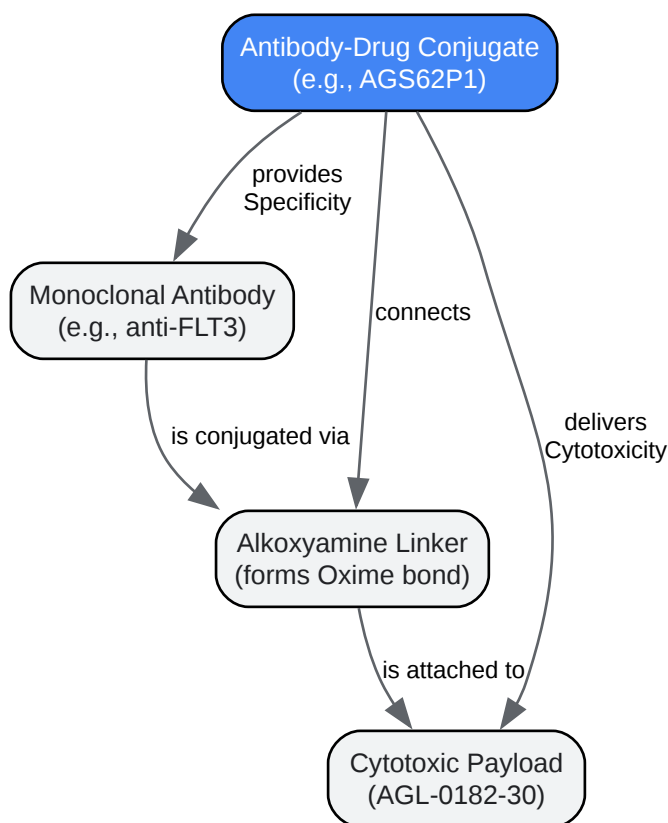 Antibody-Drug Conjugate
(e.g., AGS62P1)
provides
Specificity
Monoclonal Antibody
(e.g., anti-FLT3)
connects
delivers
Cytotoxicity
is conjugated via
Alkoxyamine Linker
(forms Oxime bond)
is attached to
Cytotoxic Payload
(AGL-0182-30)